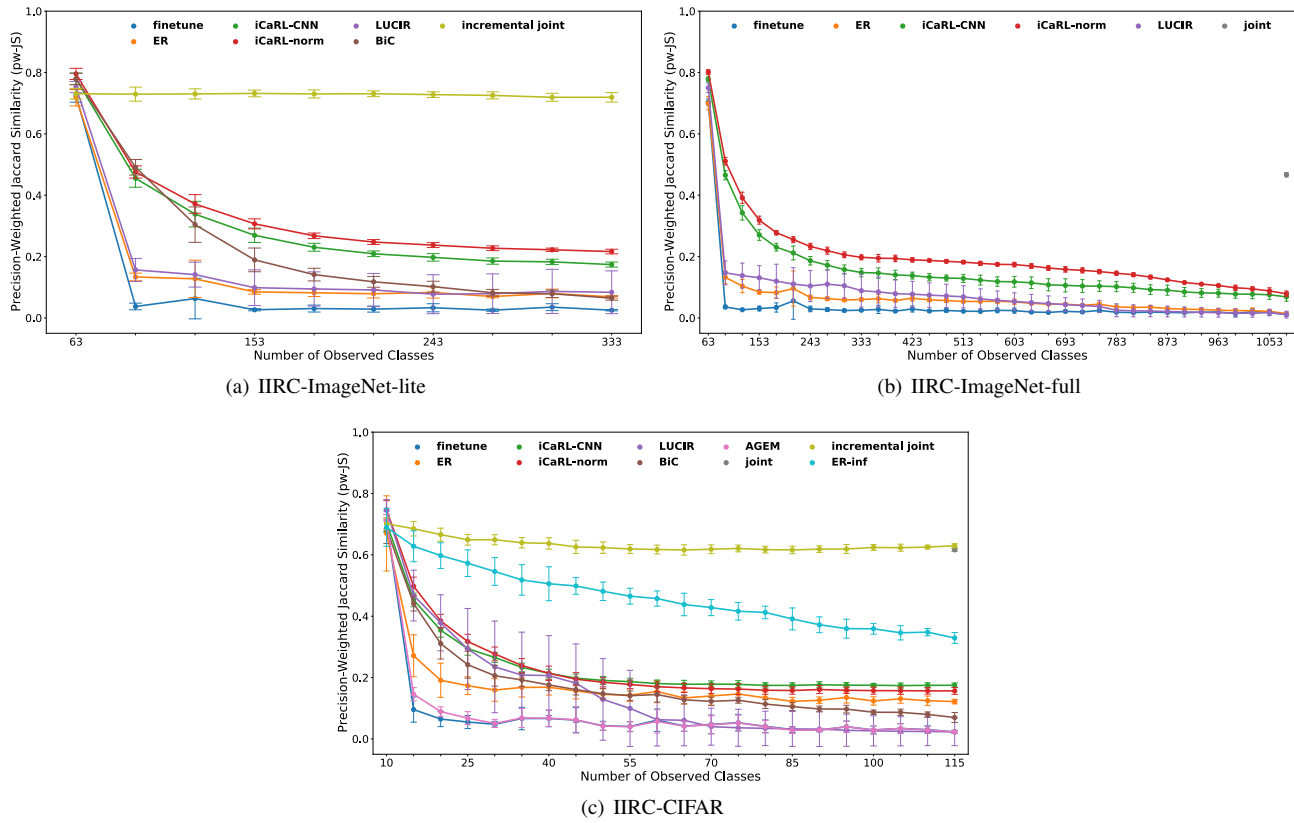 finetune iCaRL-CNN LUCIR incremental joint
ER iCaRL-norm BiC
Precision-Weighted Jaccard Similarity (pw-JS)
1.0
0.8
0.6
0.4
0.2
0.0
63 153 243 333
Number of Observed Classes
(a) IIRC-ImageNet-lite
finetune ER iCaRL-CNN iCaRL-norm LUCIR joint
Precision-Weighted Jaccard Similarity (pw-JS)
1.0
0.8
0.6
0.4
0.2
0.0
63 153 243 333 423 513 603 693 783 873 963 1053
Number of Observed Classes
(b) IIRC-ImageNet-full
finetune iCaRL-CNN LUCIR AGEM incremental joint
ER iCaRL-norm BiC joint ER-inf
Precision-Weighted Jaccard Similarity (pw-JS)
1.0
0.8
0.6
0.4
0.2
0.0
10 25 40 55 70 85 100 115
Number of Observed Classes
(c) IIRC-CIFAR